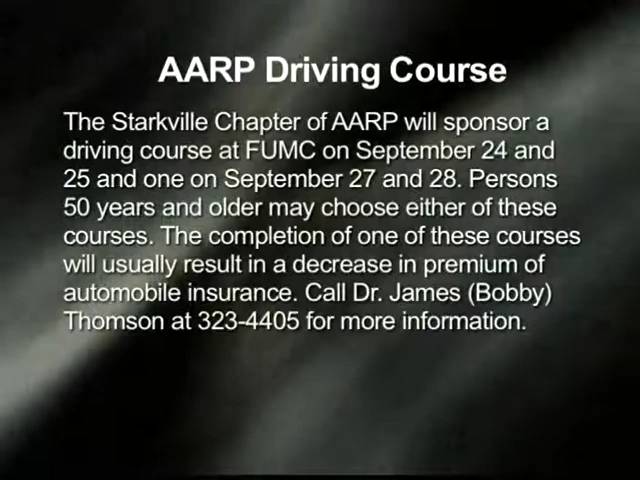 AARP Driving Course
The Starkville Chapter of AARP will sponsor a
driving course at FUMC on September 24 and
25 and one on September 27 and 28. Persons
50 years and older may choose either of these
courses. The completion of one of these courses
will usually result in a decrease in premium of
automobile insurance. Call Dr. James (Bobby)
Thomson at 323-4405 for more information.